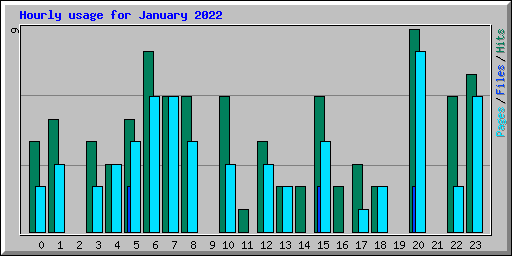 Hourly usage for January 2022
9
Pages/Files/Hits
0 1 2 3 4 5 6 7 8 9 10 11 12 13 14 15 16 17 18 19 20 21 22 23